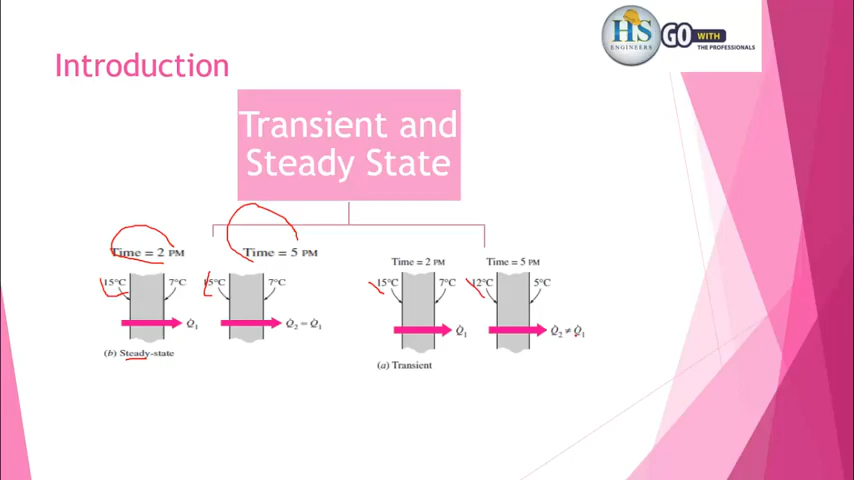 HS
ENGINEERS
GO WITH
THE PROFESSIONALS
Introduction
Transient and
Steady State
Time = 2 PM
Time = 5 PM
15°C
7°C
15°C
7°C
Q̇1
Q̇2 = Q̇1
(b) Steady-state
Time = 2 PM
Time = 5 PM
15°C
7°C
12°C
5°C
Q̇1
Q̇2 ≠ Q̇1
(a) Transient